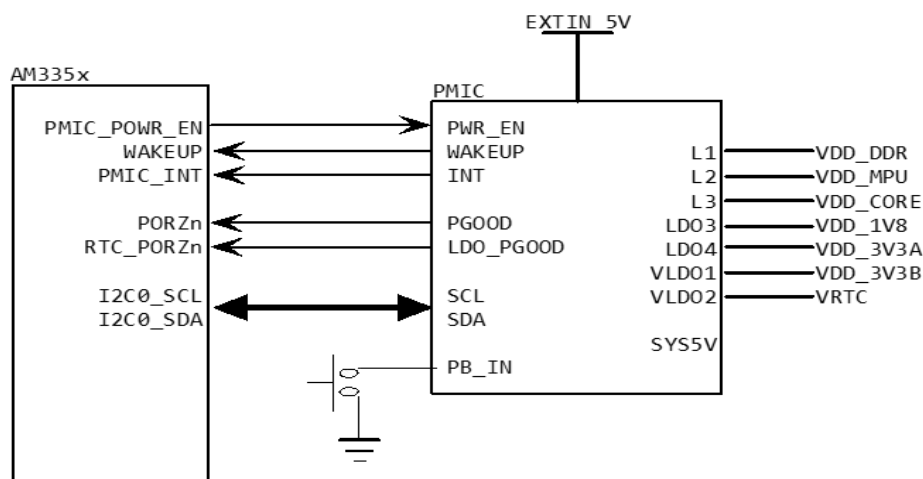 EXTIN_5V
AM335x
PMIC
PMIC_POWR_EN
WAKEUP
PMIC_INT
PORZn
RTC_PORZn
I2C0_SCL
I2C0_SDA
PWR_EN
WAKEUP
INT
PGOOD
LDO_PGOOD
SCL
SDA
PB_IN
L1
L2
L3
LDO3
LDO4
VLDO1
VLDO2
SYS5V
VDD_DDR
VDD_MPU
VDD_CORE
VDD_1V8
VDD_3V3A
VDD_3V3B
VRTC